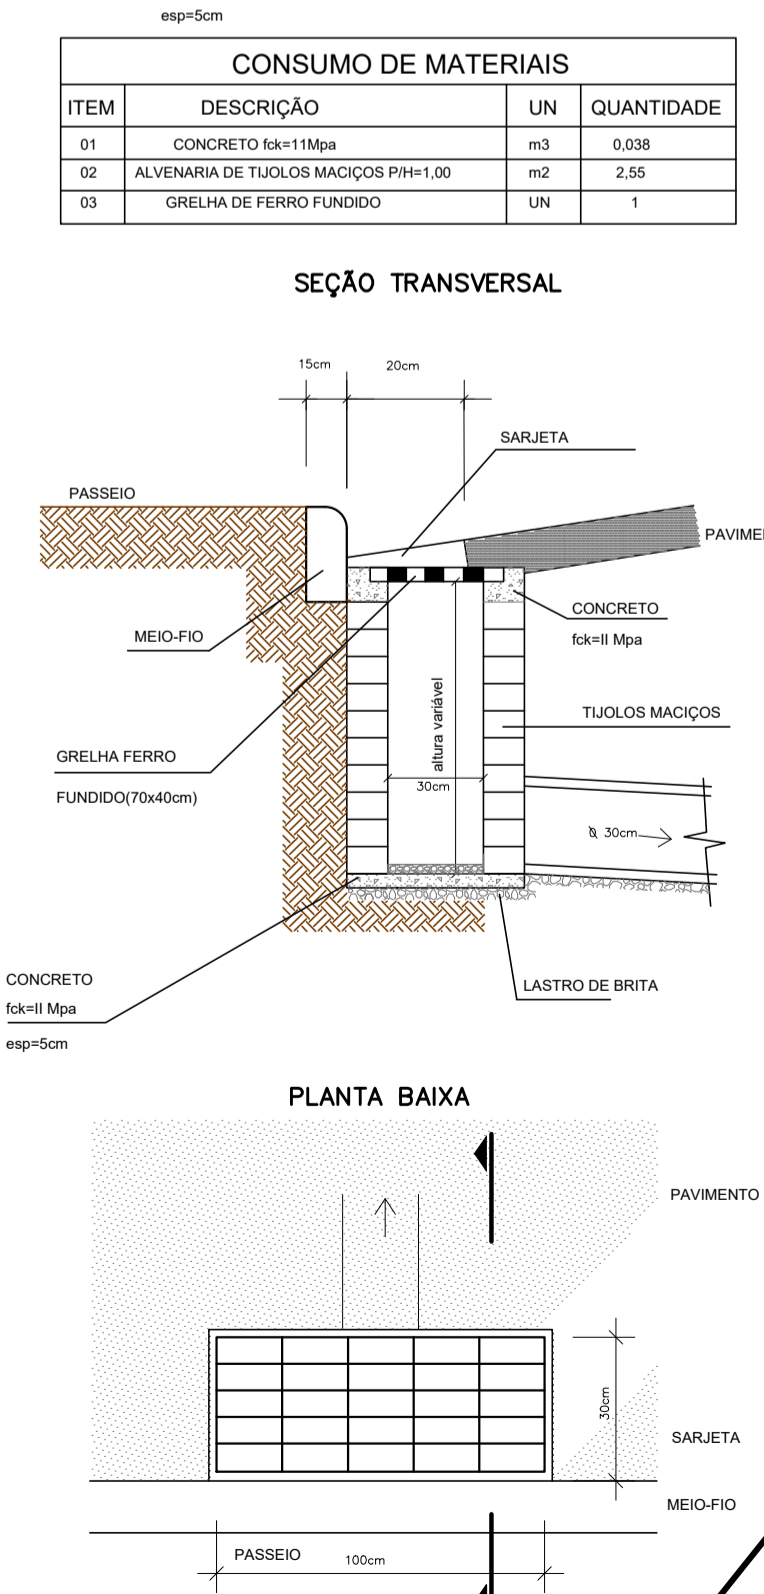 esp=5cm
CONSUMO DE MATERIAIS
ITEM DESCRIÇÃO UN QUANTIDADE
01 CONCRETO fck=11Mpa m3 0,038
02 ALVENARIA DE TIJOLOS MACIÇOS P/H=1,00 m2 2,55
03 GRELHA DE FERRO FUNDIDO UN 1
SEÇÃO TRANSVERSAL
15cm 20cm
SARJETA
PASSEIO
PAVIME
CONCRETO
fck=II Mpa
MEIO-FIO
altura variável
TIJOLOS MACIÇOS
GRELHA FERRO
FUNDIDO(70x40cm)
30cm
30cm
CONCRETO
fck=II Mpa
esp=5cm
LASTRO DE BRITA
PLANTA BAIXA
PAVIMENTO
30cm
SARJETA
MEIO-FIO
PASSEIO
100cm